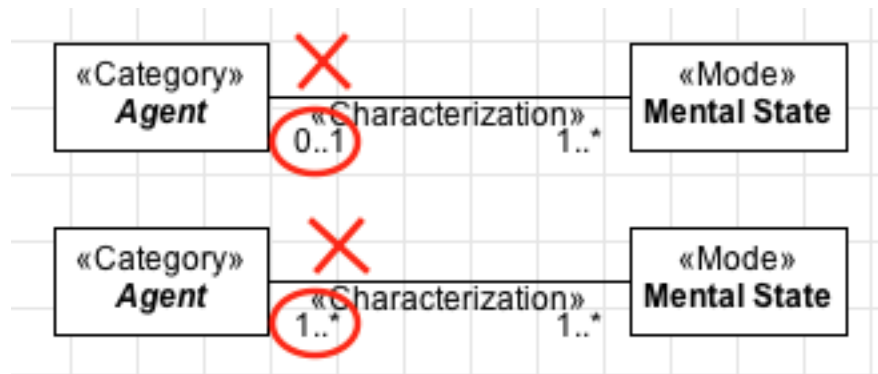 «Category»
Agent
«Characterization»
0..1
1..*
«Mode»
Mental State
«Category»
Agent
«Characterization»
1..*
1..*
«Mode»
Mental State